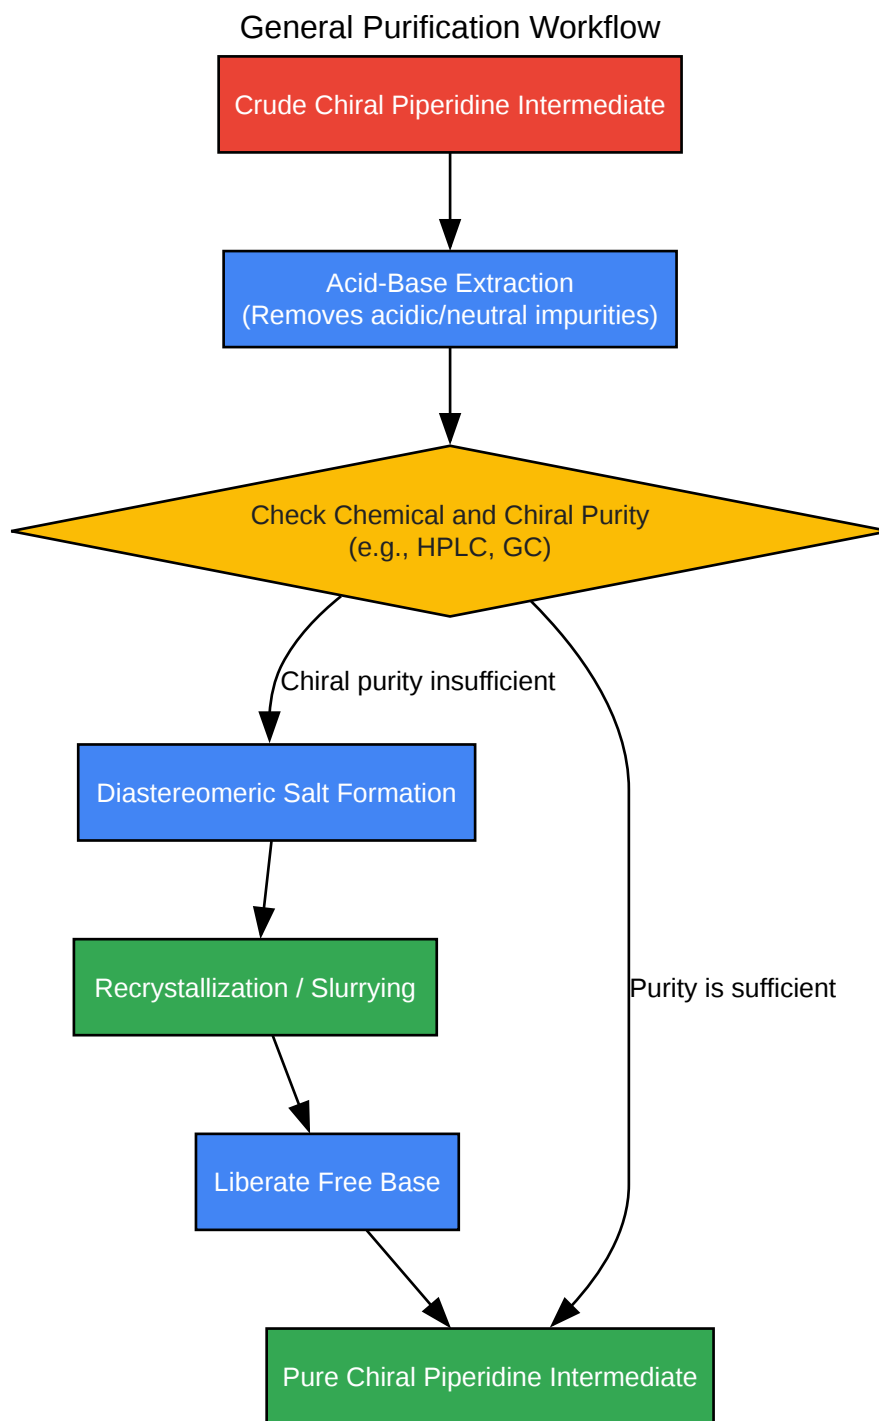 General Purification Workflow
Crude Chiral Piperidine Intermediate
Acid-Base Extraction
(Removes acidic/neutral impurities)
Check Chemical and Chiral Purity
(e.g., HPLC, GC)
Chiral purity insufficient
Diastereomeric Salt Formation
Recrystallization / Slurrying
Purity is sufficient
Liberate Free Base
Pure Chiral Piperidine Intermediate